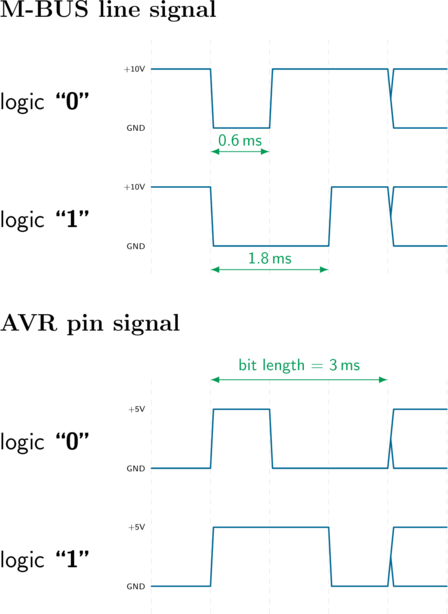 M-BUS line signal
+10V
logic “0”
GND
0.6 ms
+10V
logic “1”
GND
1.8 ms
AVR pin signal
bit length = 3 ms
+5V
logic “0”
GND
+5V
logic “1”
GND